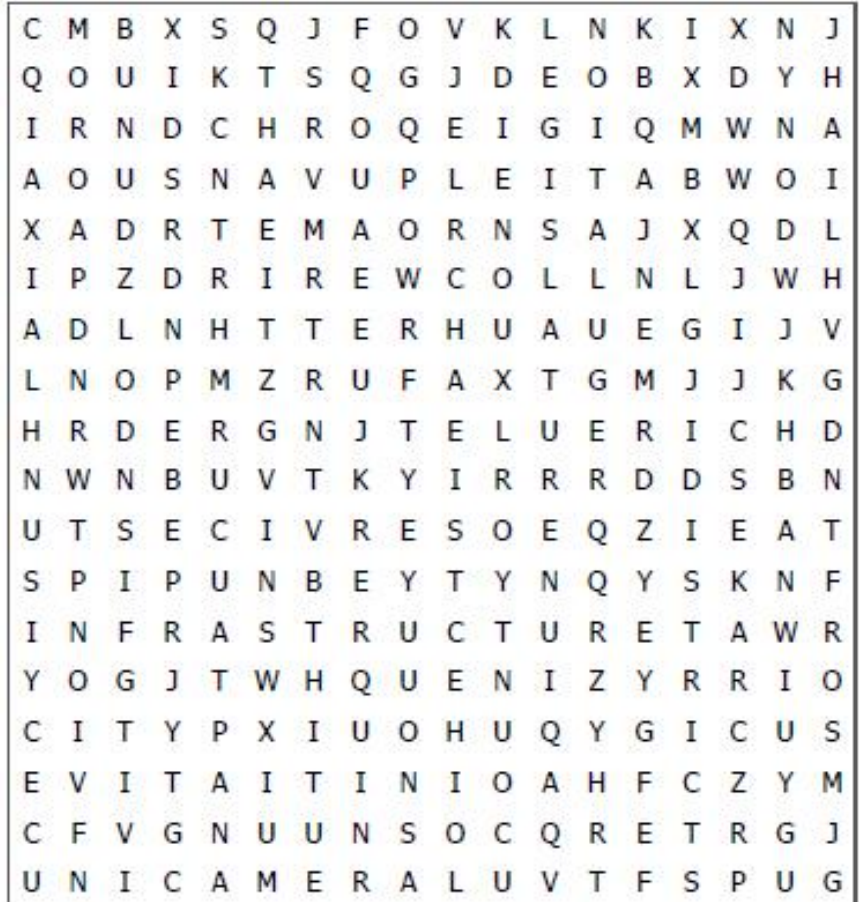 C M B X S Q J F O V K L N K I X N J
Q O U I K T S Q G J D E O B X D Y H
I R N D C H R O Q E I G I Q M W N A
A O U S N A V U P L E I T A B W O I
X A D R T E M A O R N S A J X Q D L
I P Z D R I R E W C O L L N L J W H
A D L N H T T E R H U A U E G I J V
L N O P M Z R U F A X T G M J J K G
H R D E R G N J T E L U E R I C H D
N W N B U V T K Y I R R R D D S B N
U T S E C I V R E S O E Q Z I E A T
S P I P U N B E Y T Y N Q Y S K N F
I N F R A S T R U C T U R E T A W R
Y O G J T W H Q U E N I Z Y R R I O
C I T Y P X I U O H U Q Y G I C U S
E V I T A I T I N I O A H F C Z Y M
C F V G N U U N S O C Q R E T R G J
U N I C A M E R A L U V T F S P U G